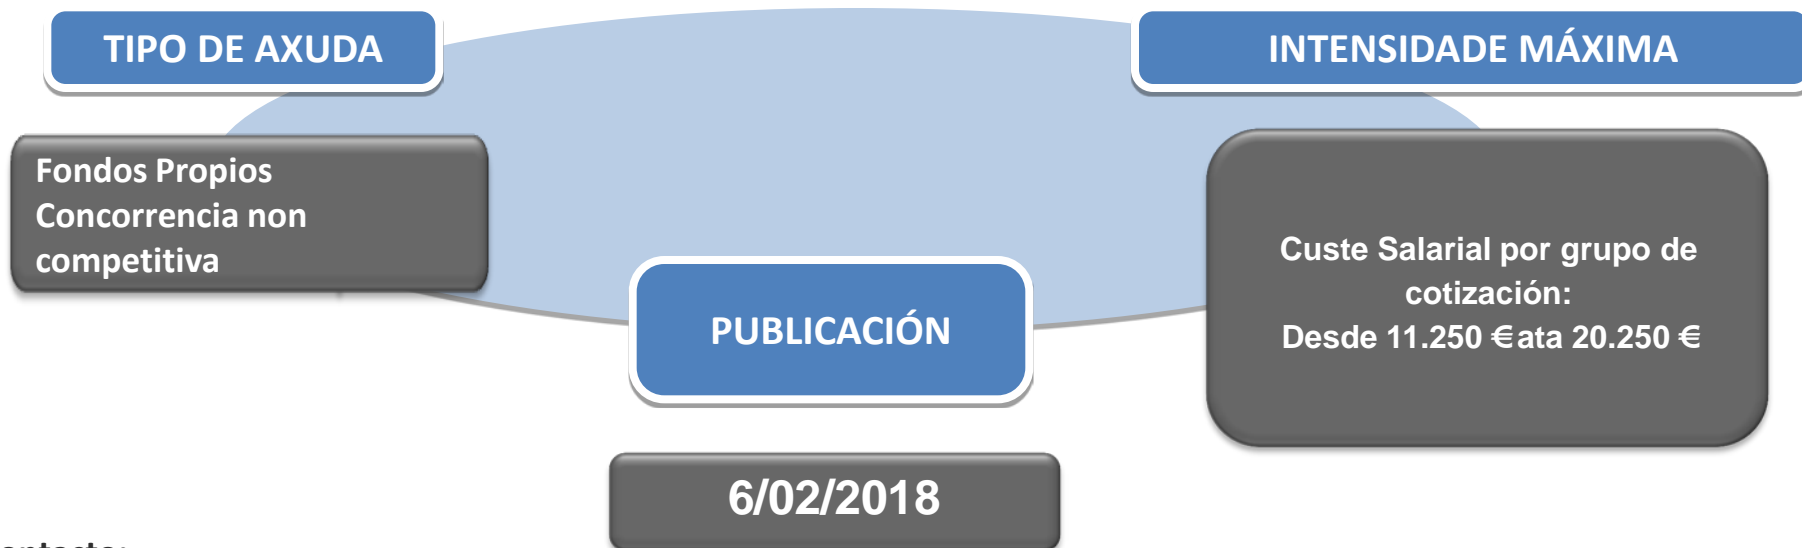 TIPO DE AXUDA
INTENSIDADE MÁXIMA
Fondos Propios
Concorrencia non
competitiva
Custe Salarial por grupo de
cotización:
Desde 11.250 € ata 20.250 €
PUBLICACIÓN
6/02/2018